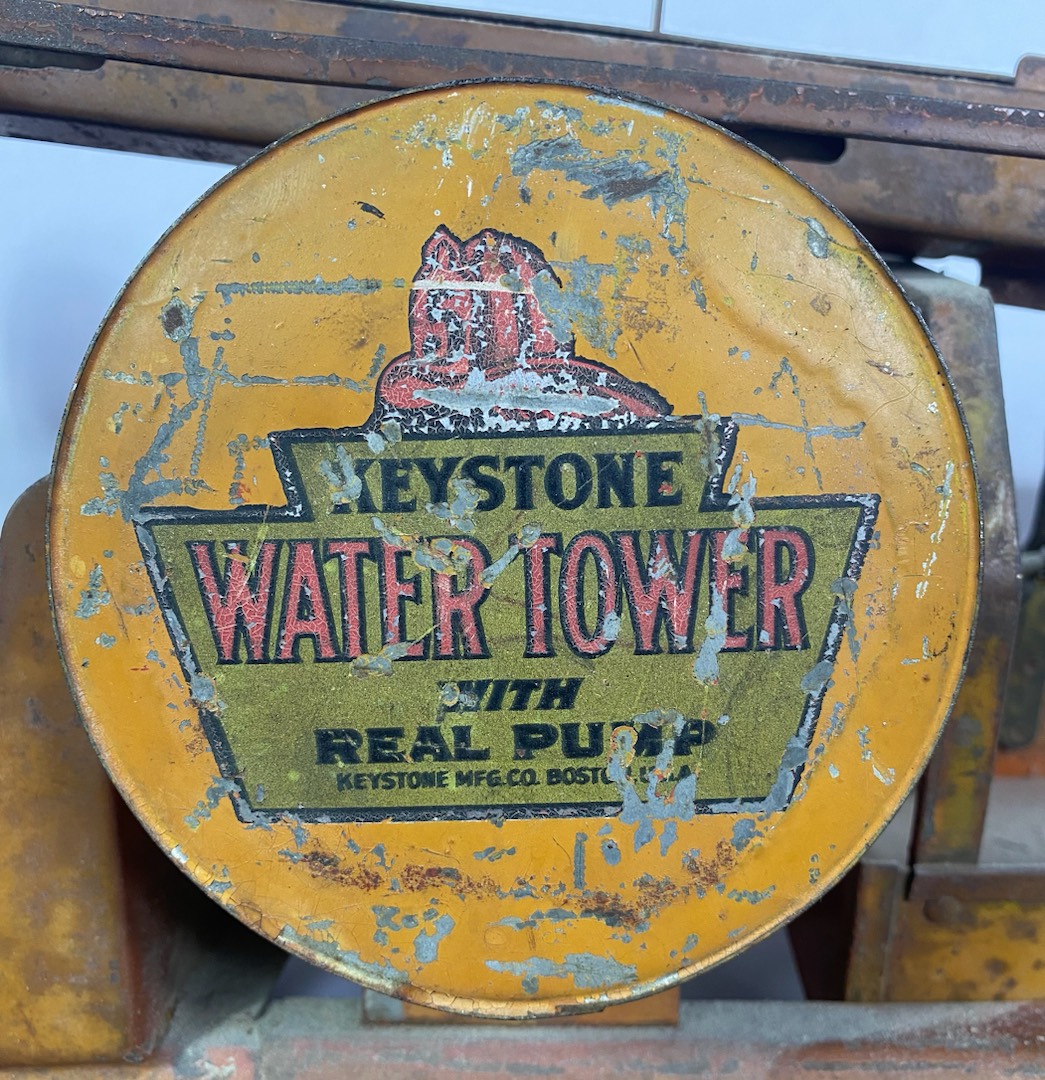 KEYSTONE
WATER TOWER
WITH
REAL PUMP
KEYSTONE MFG. CO. BOSTON U.S.A.